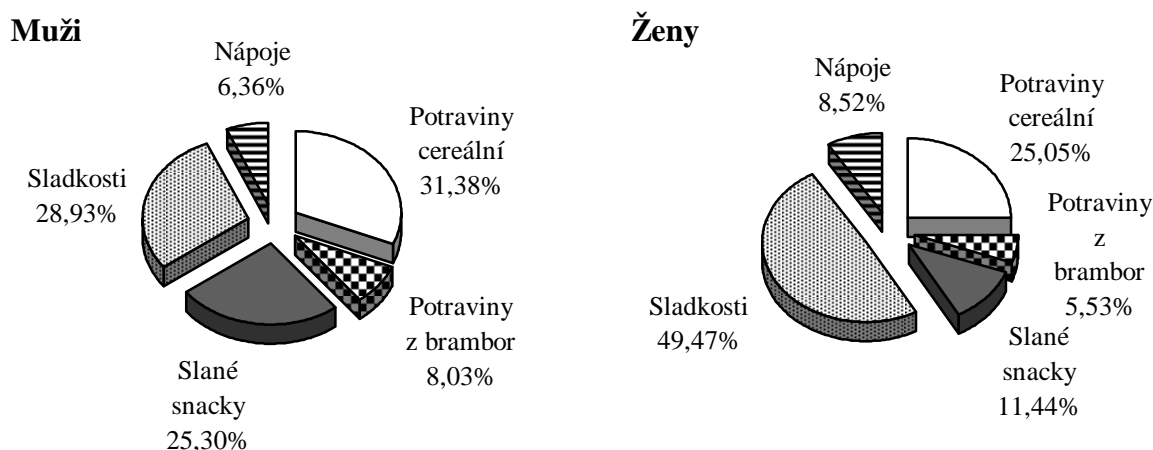 Muži
Nápoje
6,36%
Potraviny
cereální
31,38%
Sladkosti
28,93%
Potraviny
z brambor
8,03%
Slané
snacky
25,30%
Ženy
Nápoje
8,52%
Potraviny
cereální
25,05%
Potraviny
z
brambor
5,53%
Sladkosti
49,47%
Slané
snacky
11,44%